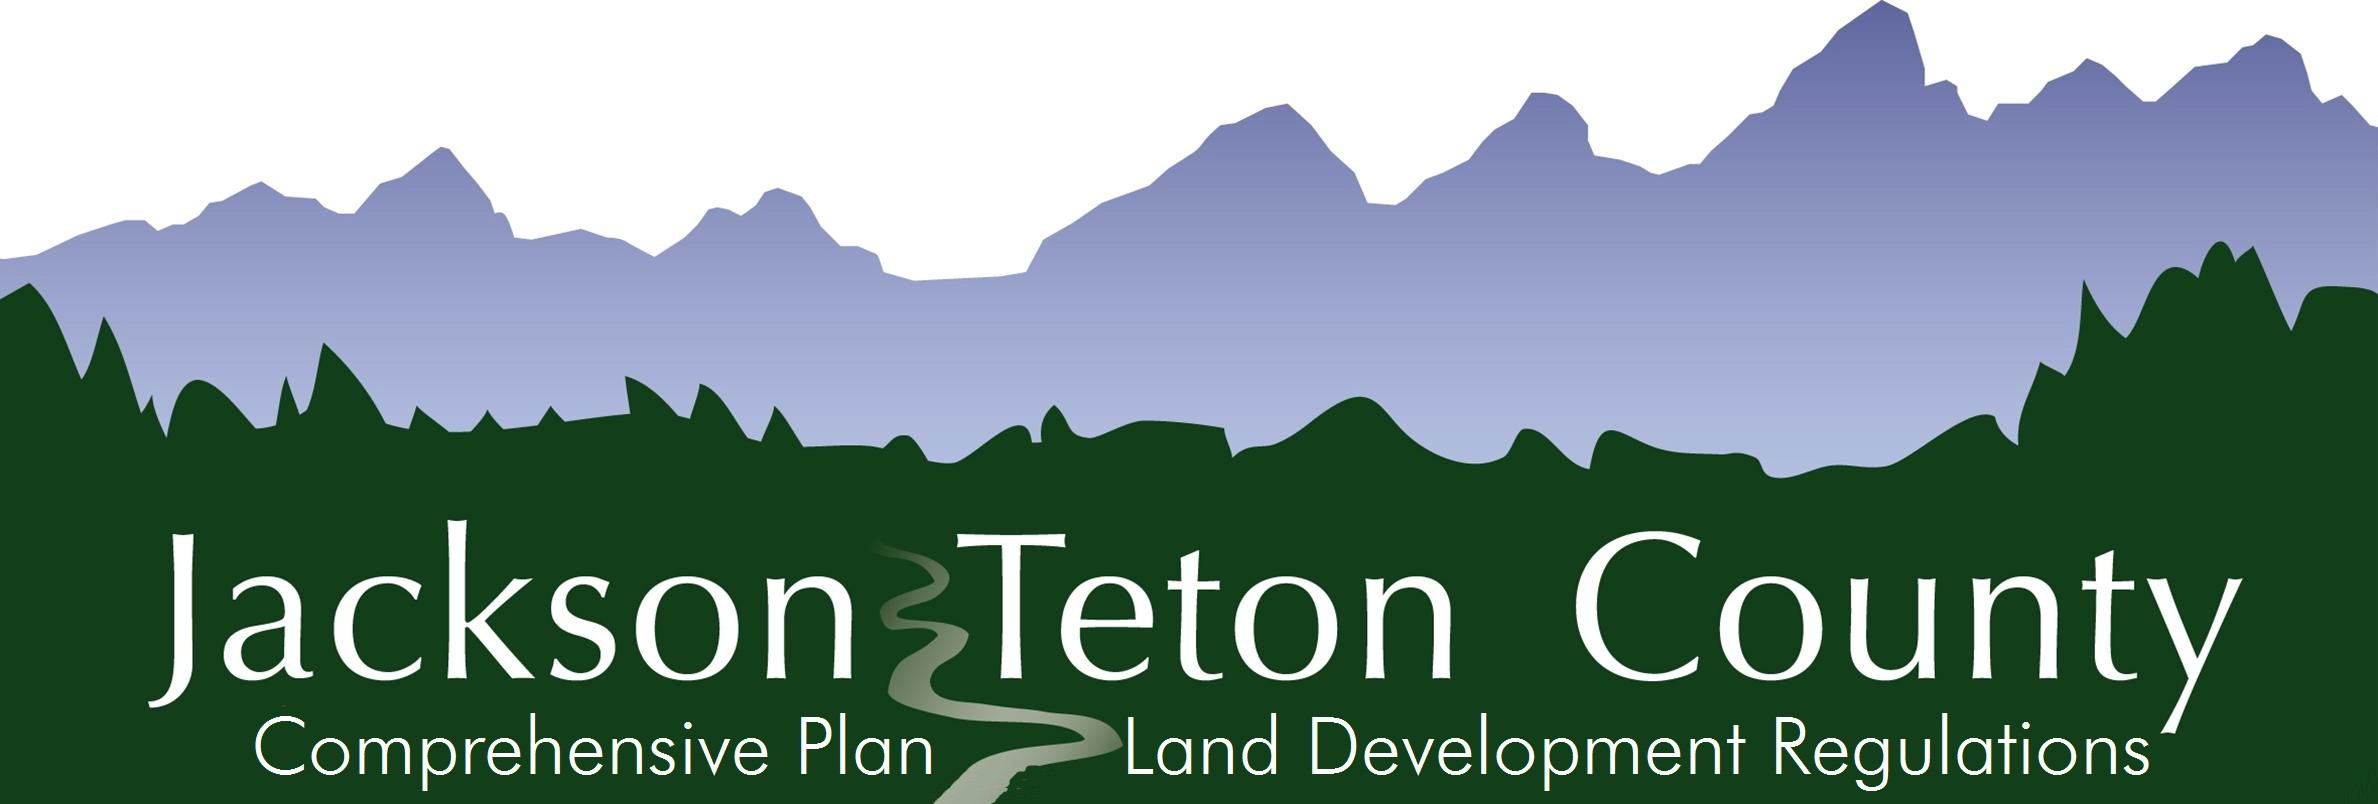 Jackson Teton County
Comprehensive Plan Land Development Regulations